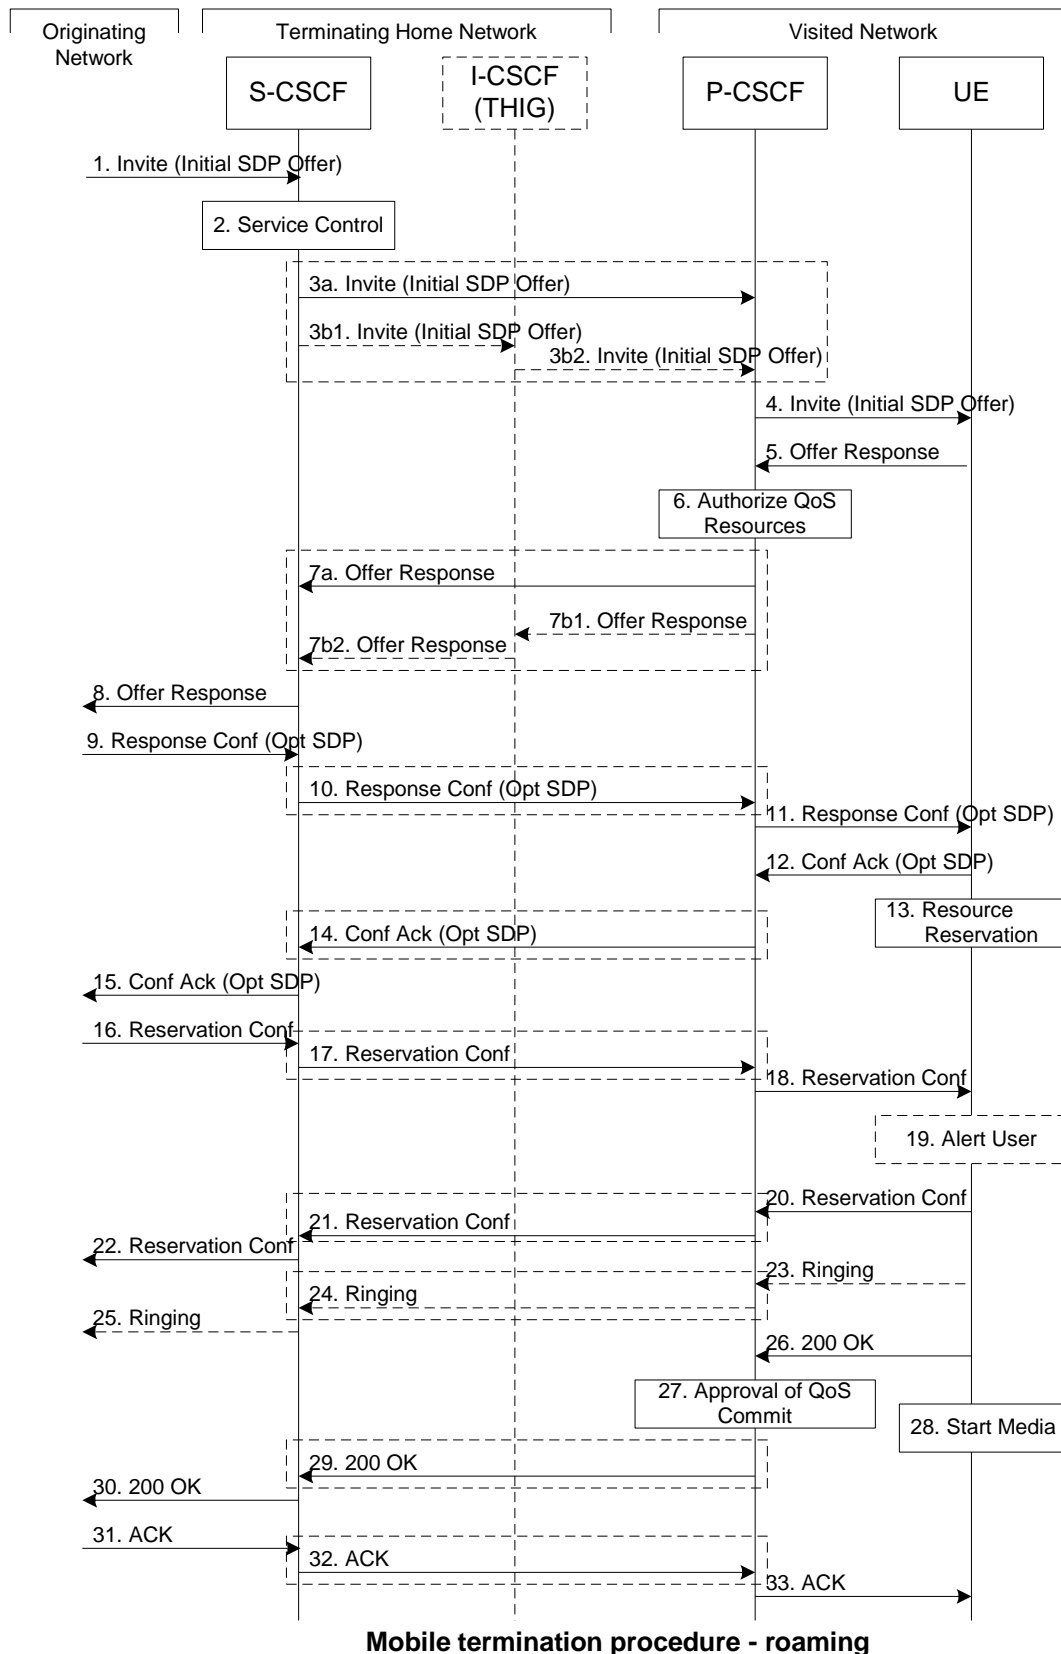 Originating
Network
Terminating Home Network
Visited Network
S-CSCF
I-CSCF
(THIG)
P-CSCF
UE
1. Invite (Initial SDP Offer)
2. Service Control
3a. Invite (Initial SDP Offer)
3b1. Invite (Initial SDP Offer)
3b2. Invite (Initial SDP Offer)
4. Invite (Initial SDP Offer)
5. Offer Response
6. Authorize QoS
Resources
7a. Offer Response
7b1. Offer Response
7b2. Offer Response
8. Offer Response
9. Response Conf (Opt SDP)
10. Response Conf (Opt SDP)
11. Response Conf (Opt SDP)
12. Conf Ack (Opt SDP)
13. Resource
Reservation
14. Conf Ack (Opt SDP)
15. Conf Ack (Opt SDP)
16. Reservation Conf
17. Reservation Conf
18. Reservation Conf
19. Alert User
20. Reservation Conf
21. Reservation Conf
22. Reservation Conf
23. Ringing
24. Ringing
25. Ringing
26. 200 OK
27. Approval of QoS
Commit
28. Start Media
29. 200 OK
30. 200 OK
31. ACK
32. ACK
33. ACK
Mobile termination procedure - roaming